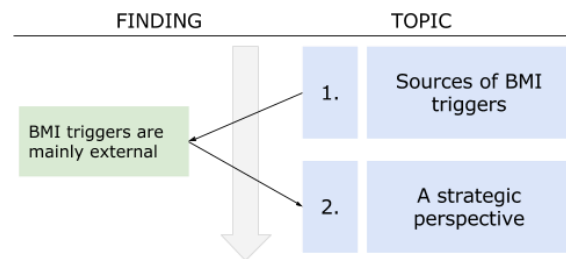 FINDING
TOPIC
1.
Sources of BMI
triggers
BMI triggers are
mainly external
2.
A strategic
perspective